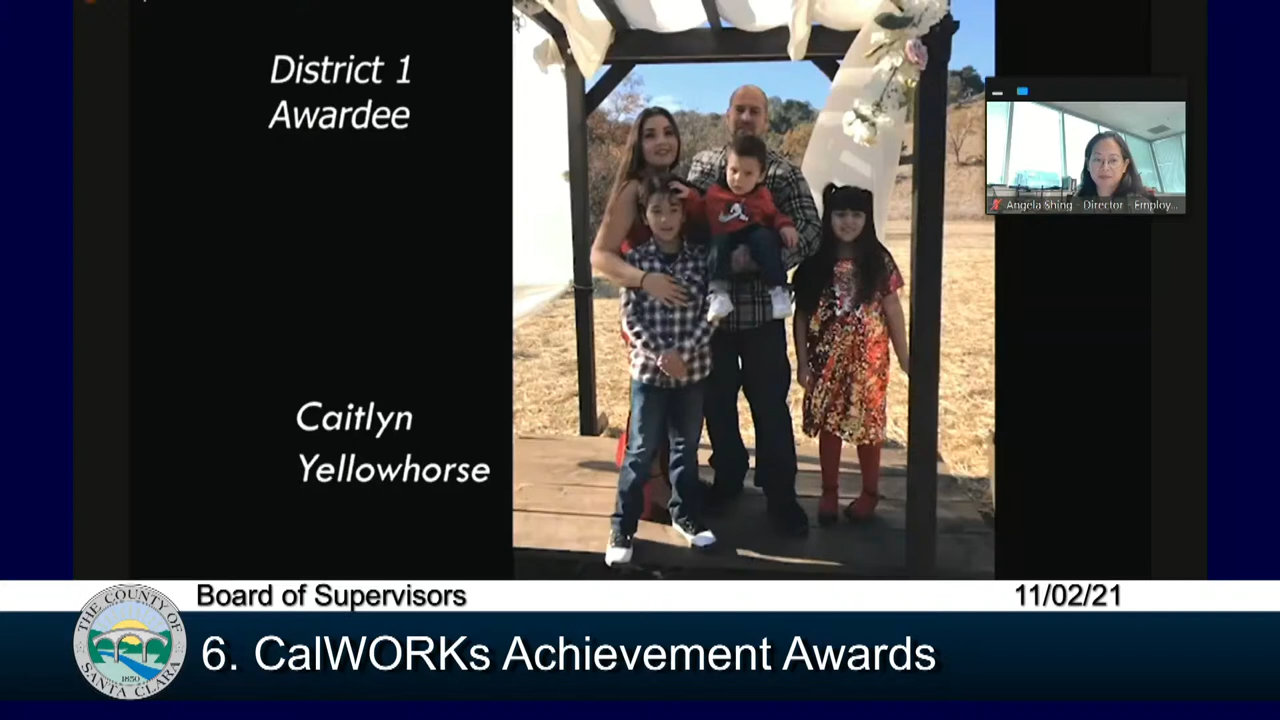 District 1
Awardee
Angela Shing - Director - Employ...
Caitlyn
Yellowhorse
Board of Supervisors
11/02/21
THE COUNTY OF
SANTA CLARA
1850
6. CalWORKs Achievement Awards